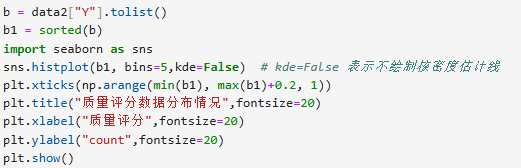 b = data2["Y"].tolist()
b1 = sorted(b)
import seaborn as sns
sns.histplot(b1, bins=5,kde=False)  # kde=False 表示不绘制核密度估计线
plt.xticks(np.arange(min(b1), max(b1)+0.2, 1))
plt.title("质量评分数据分布情况",fontsize=20)
plt.xlabel("质量评分",fontsize=20)
plt.ylabel("count",fontsize=20)
plt.show()